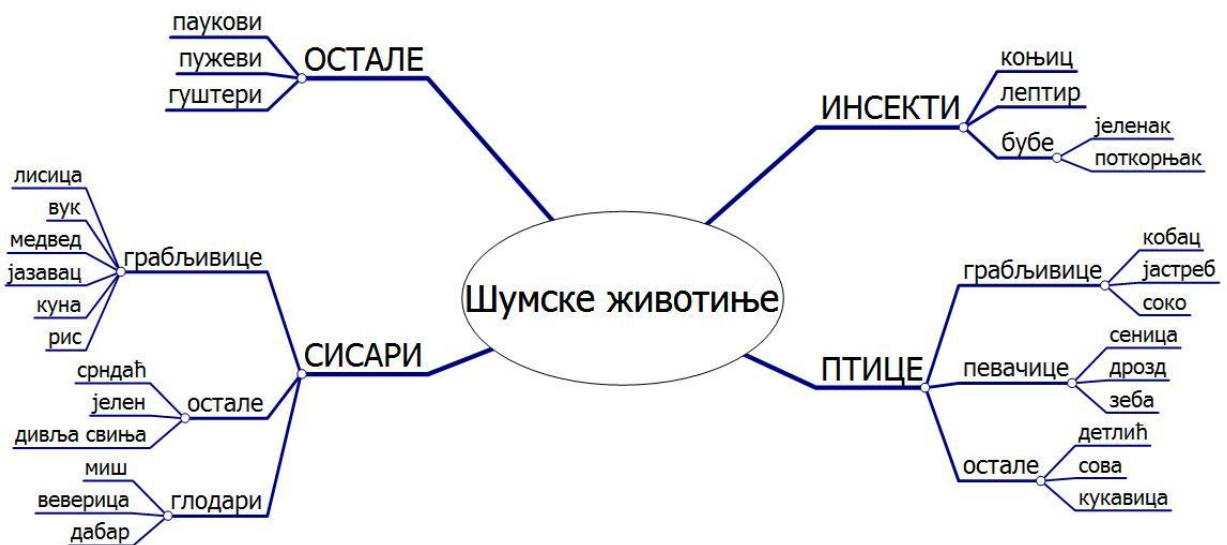 паукови
пужеви
гуштери
ОСТАЛЕ
лисица
вук
медвед
јазавац
куна
рис
грабљивице
срндаћ
јелен
дивља свиња
остале
миш
веверица
дабар
глодари
СИСАРИ
Шумске животиње
ИНСЕКТИ
коњиц
лептир
бубе
јеленак
поткорњак
ПТИЦЕ
грабљивице
кобац
јастреб
соко
певачице
сеница
дрозд
зеба
остале
детлић
сова
кукавица